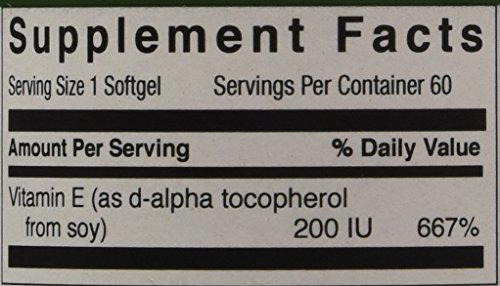 Supplement Facts
Serving Size 1 Softgel Servings Per Container 60
Amount Per Serving % Daily Value
Vitamin E (as d-alpha tocopherol
from soy) 200 IU 667%